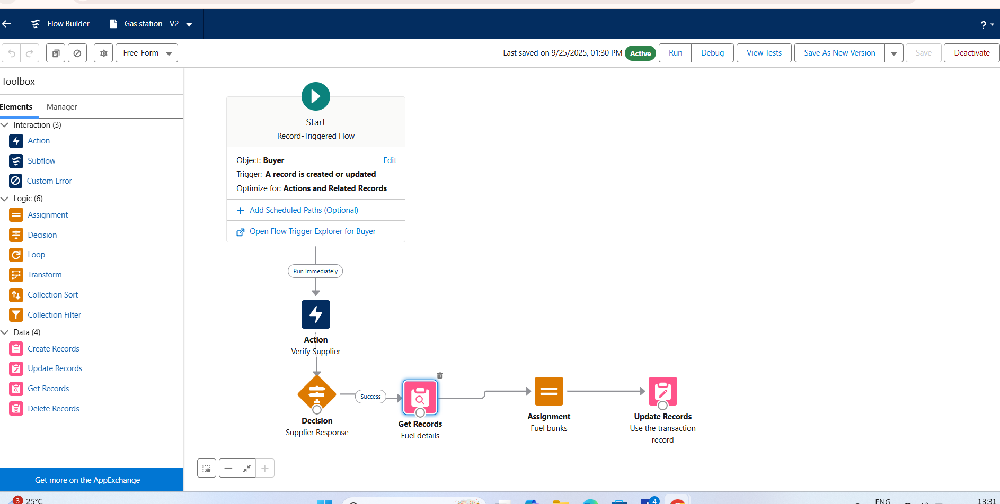 Flow Builder
Gas station - V2
?
Free-Form
Last saved on 9/25/2025, 01:30 PM
Active
Run
Debug
View Tests
Save As New Version
Save
Deactivate
Toolbox
Elements
Manager
Interaction (3)
Action
Subflow
Custom Error
Logic (6)
Assignment
Decision
Loop
Transform
Collection Sort
Collection Filter
Data (4)
Create Records
Update Records
Get Records
Delete Records
Get more on the AppExchange
Start
Record-Triggered Flow
Object: Buyer
Edit
Trigger: A record is created or updated
Optimize for: Actions and Related Records
Add Scheduled Paths (Optional)
Open Flow Trigger Explorer for Buyer
Run Immediately
Action
Verify Supplier
Success
Decision
Supplier Response
Get Records
Fuel details
Assignment
Fuel bunks
Update Records
Use the transaction
record
3
25°C
4
ENG
13:31